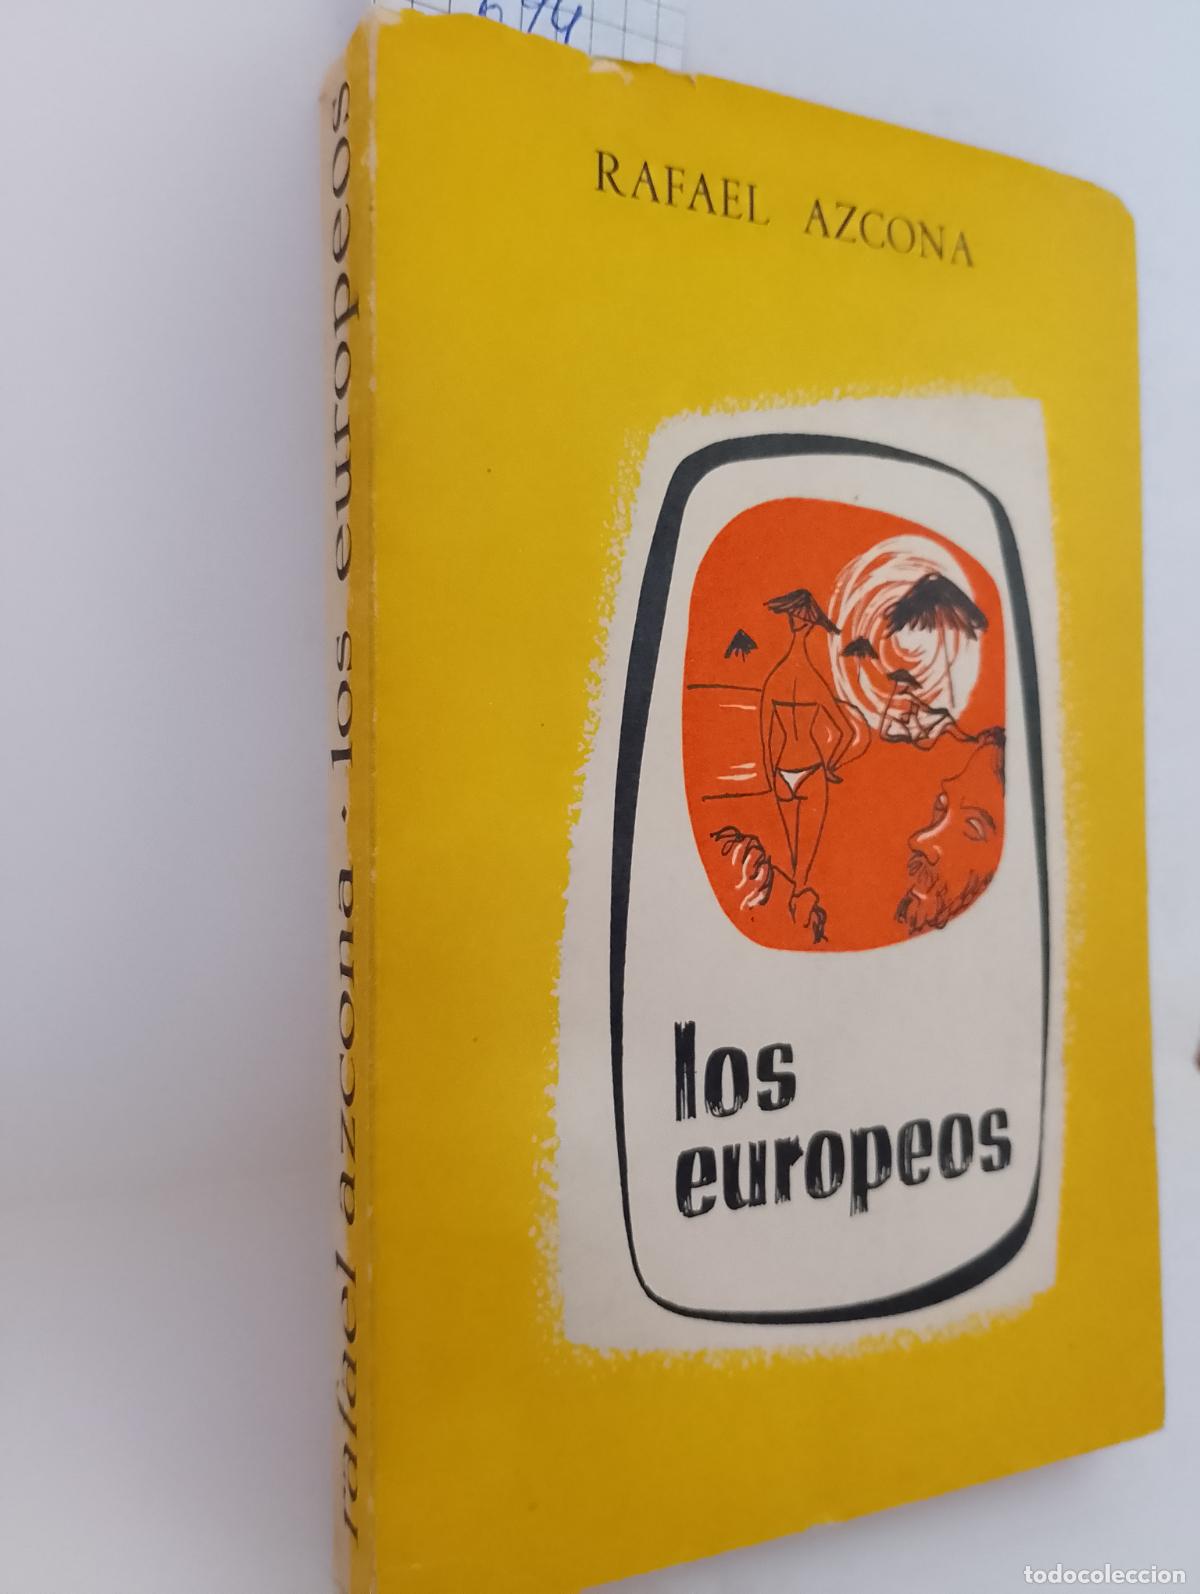 RAFAEL AZCONA
los
europeos
rafael azcona · los europeos
todocoleccion